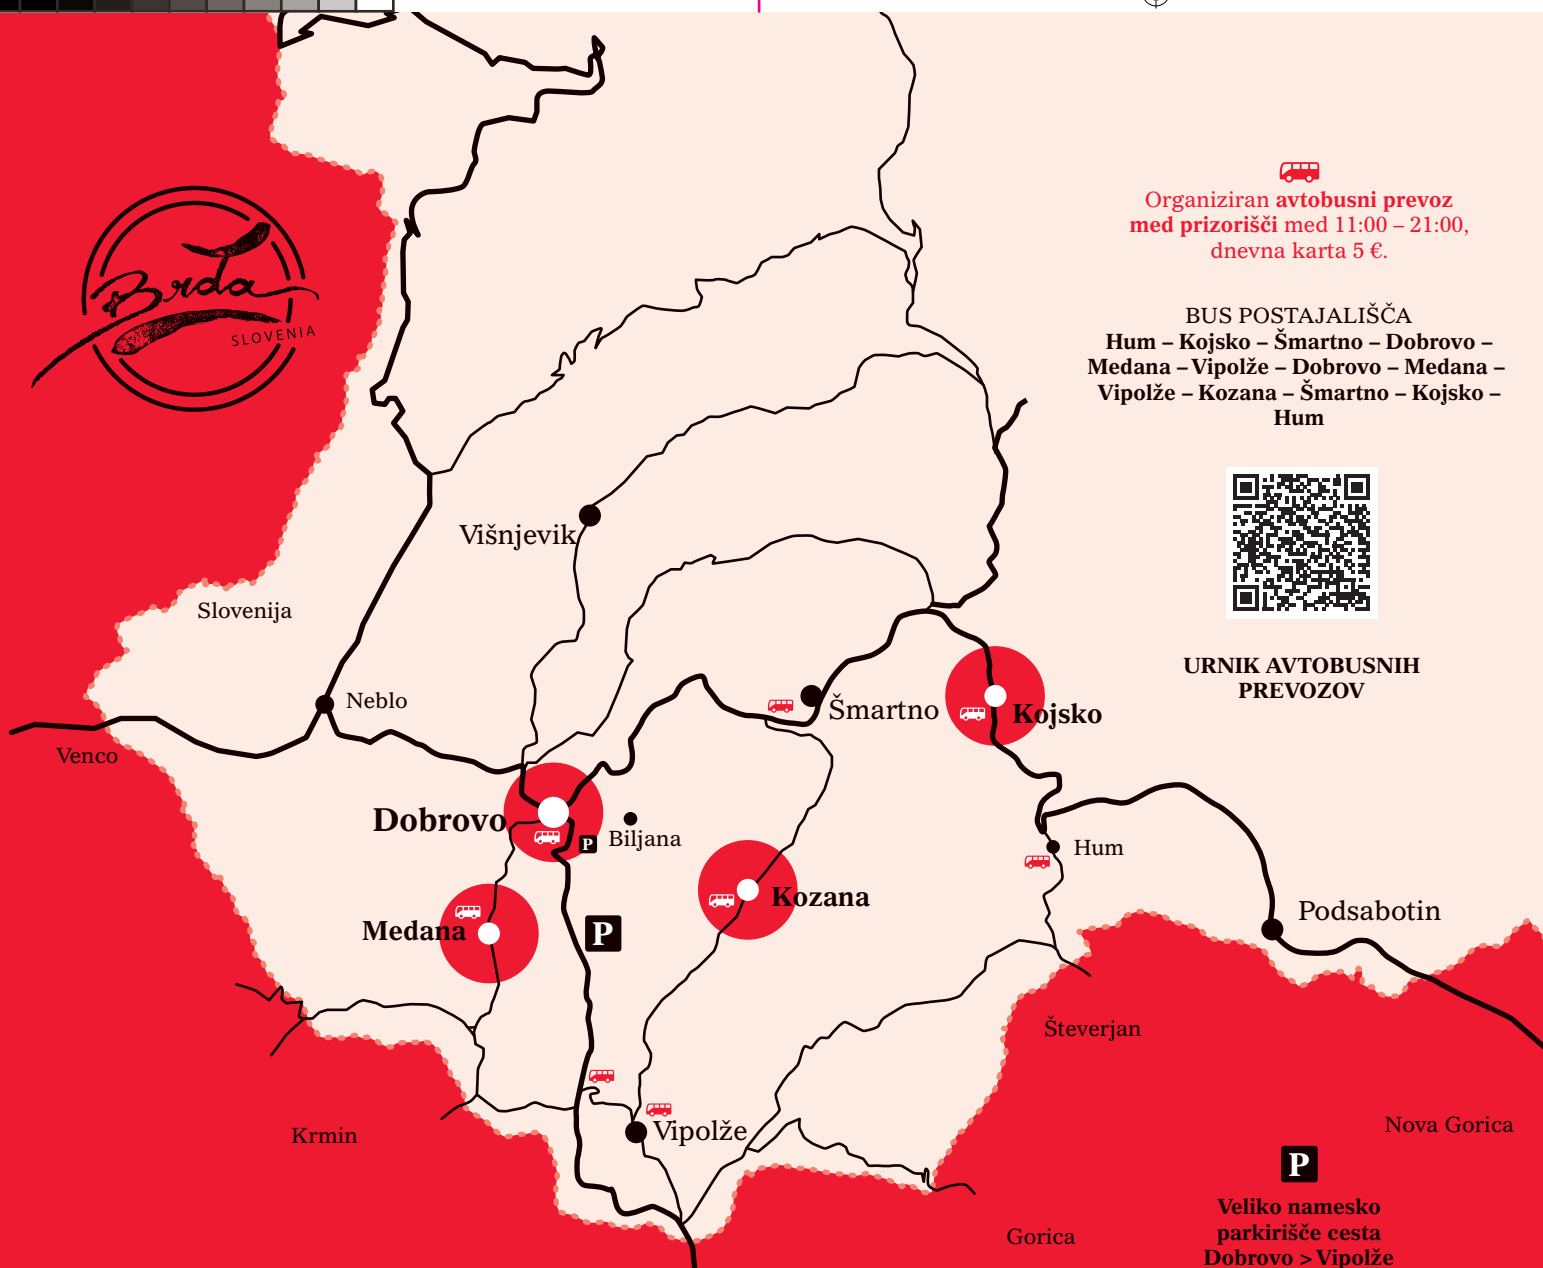 Brda
SLOVENIA
Organiziran avtobusni prevoz
med prizorišči med 11:00 – 21:00,
dnevna karta 5 €.
BUS POSTAJALIŠČA
Hum – Kojsko – Šmartno – Dobrovo –
Medana – Vipolže – Dobrovo – Medana –
Vipolže – Kozana – Šmartno – Kojsko –
Hum
URNIK AVTOBUSNIH
PREVOZOV
Višnjevik
Slovenija
Neblo
Venco
Šmartno
Kojsko
Dobrovo
P
Biljana
Hum
Medana
P
Kozana
Podsabotin
Števerjan
Krmin
Vipolže
Nova Gorica
Gorica
P
Veliko namesko
parkirišče cesta
Dobrovo > Vipolže